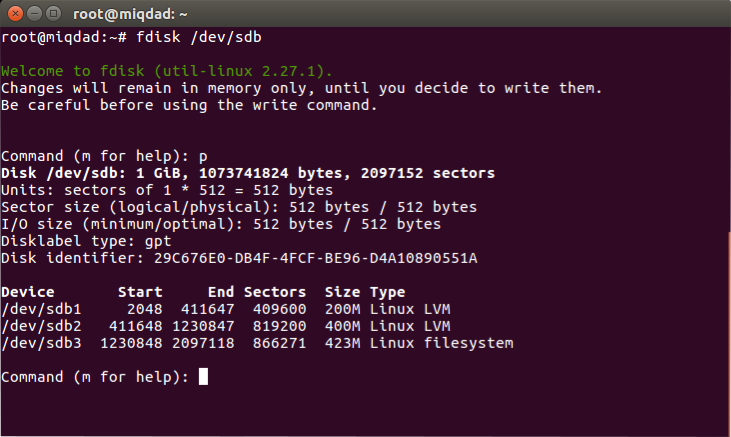 root@miqdad: ~
root@miqdad:~# fdisk /dev/sdb
Welcome to fdisk (util-linux 2.27.1).
Changes will remain in memory only, until you decide to write them.
Be careful before using the write command.
Command (m for help): p
Disk /dev/sdb: 1 GiB, 1073741824 bytes, 2097152 sectors
Units: sectors of 1 * 512 = 512 bytes
Sector size (logical/physical): 512 bytes / 512 bytes
I/O size (minimum/optimal): 512 bytes / 512 bytes
Disklabel type: gpt
Disk identifier: 29C676E0-DB4F-4FCF-BE96-D4A10890551A
Device       Start     End Sectors  Size Type
/dev/sdb1     2048  411647  409600  200M Linux LVM
/dev/sdb2   411648 1230847  819200  400M Linux LVM
/dev/sdb3  1230848 2097118  866271  423M Linux filesystem
Command (m for help):